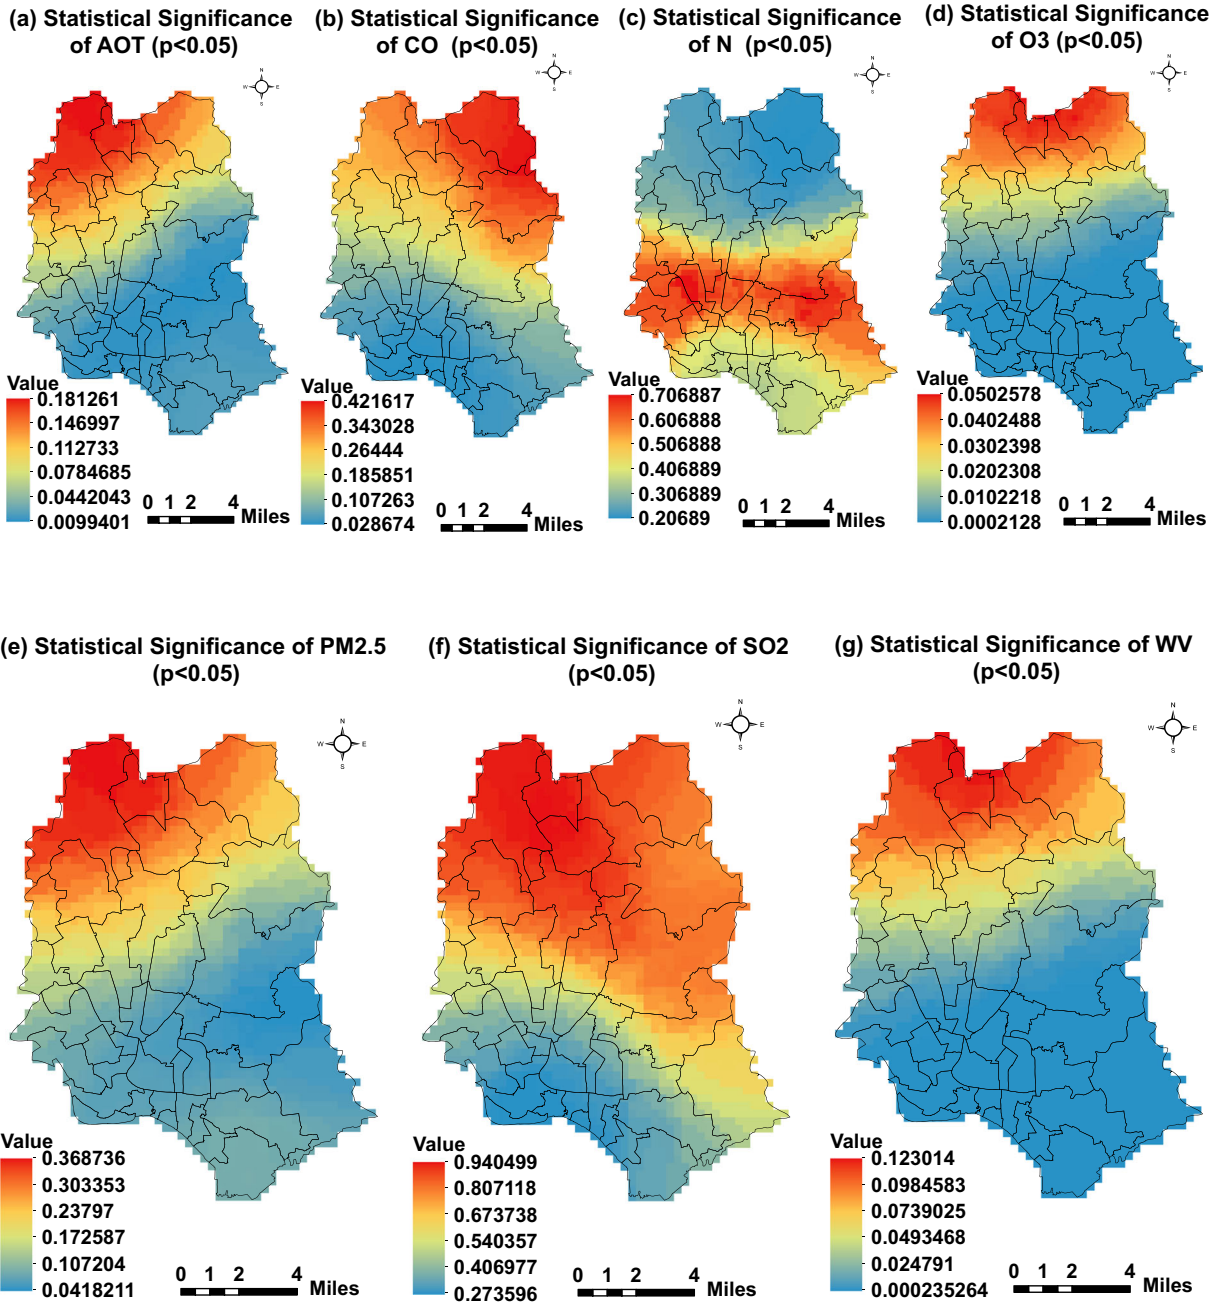 (a) Statistical Significance
of AOT (p<0.05)
N
W E
S
Value
0.181261
0.146997
0.112733
0.0784685
0.0442043
0.0099401
0 1 2 4
Miles
(b) Statistical Significance
of CO (p<0.05)
N
W E
S
Value
0.421617
0.343028
0.26444
0.185851
0.107263
0.028674
0 1 2 4
Miles
(c) Statistical Significance
of N (p<0.05)
N
W E
S
Value
0.706887
0.606888
0.506888
0.406889
0.306889
0.20689
0 1 2 4
Miles
(d) Statistical Significance
of O3 (p<0.05)
N
W E
S
Value
0.0502578
0.0402488
0.0302398
0.0202308
0.0102218
0.0002128
0 1 2 4
Miles
(e) Statistical Significance of PM2.5
(p<0.05)
N
W E
S
Value
0.368736
0.303353
0.23797
0.172587
0.107204
0.0418211
0 1 2 4
Miles
(f) Statistical Significance of SO2
(p<0.05)
N
W E
S
Value
0.940499
0.807118
0.673738
0.540357
0.406977
0.273596
0 1 2 4
Miles
(g) Statistical Significance of WV
(p<0.05)
N
W E
S
Value
0.123014
0.0984583
0.0739025
0.0493468
0.024791
0.000235264
0 1 2 4
Miles